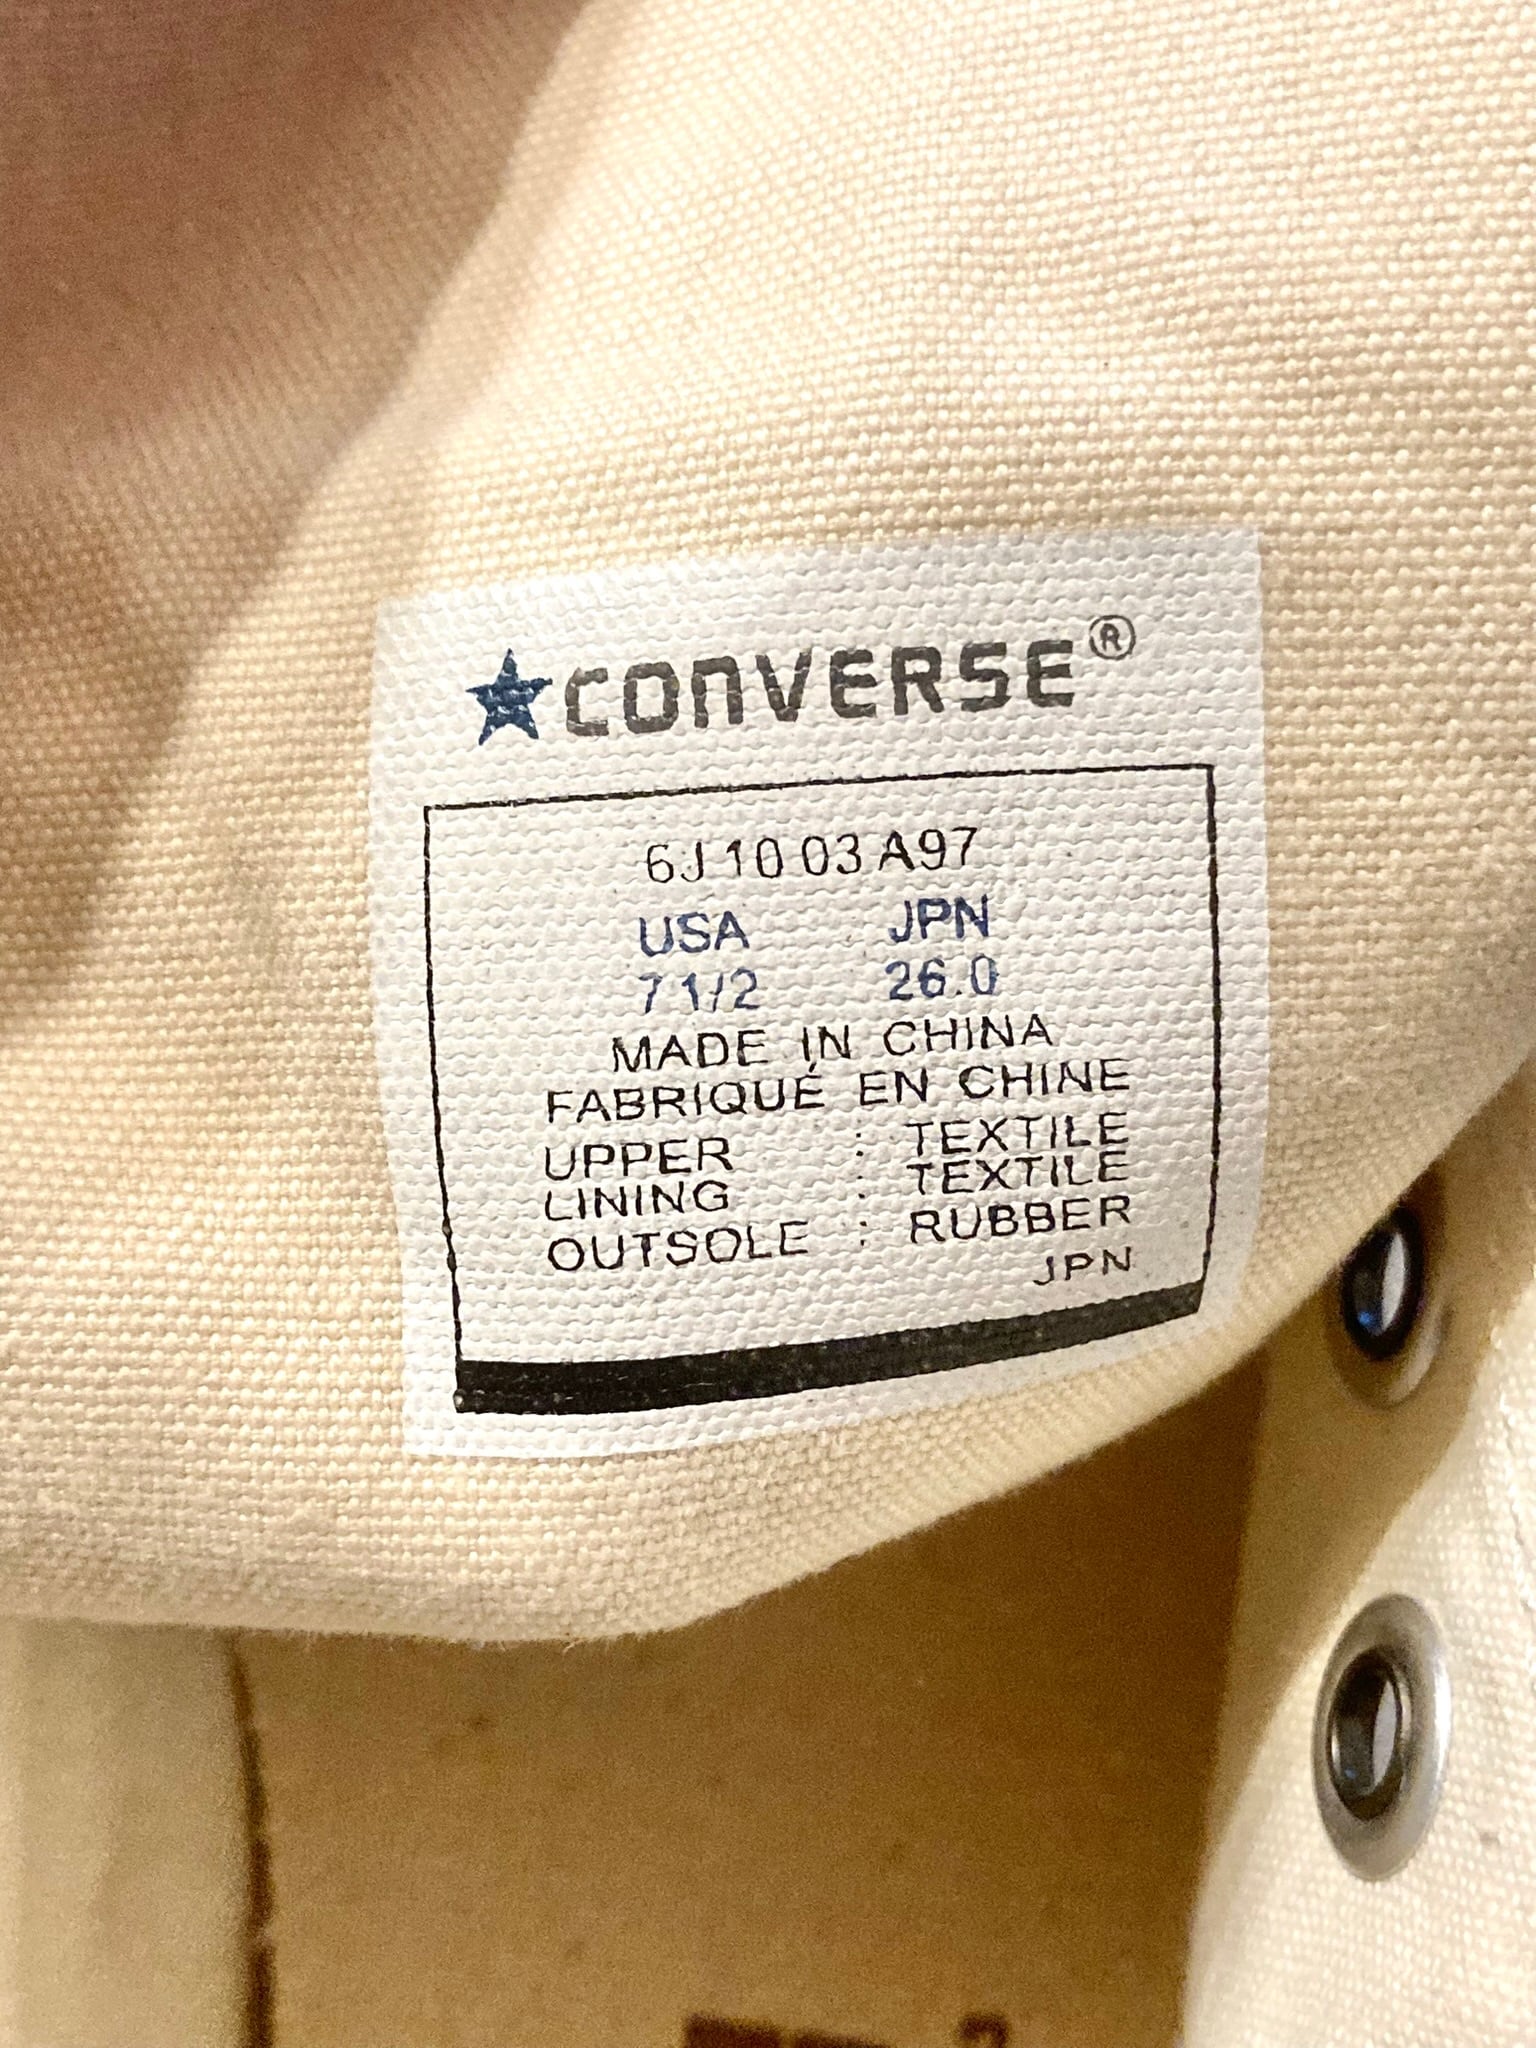 ★CONVERSE®
6J 10 03 A97
USA JPN
7 1/2 26.0
MADE IN CHINA
FABRIQUÉ EN CHINE
UPPER : TEXTILE
LINING : TEXTILE
OUTSOLE : RUBBER
JPN